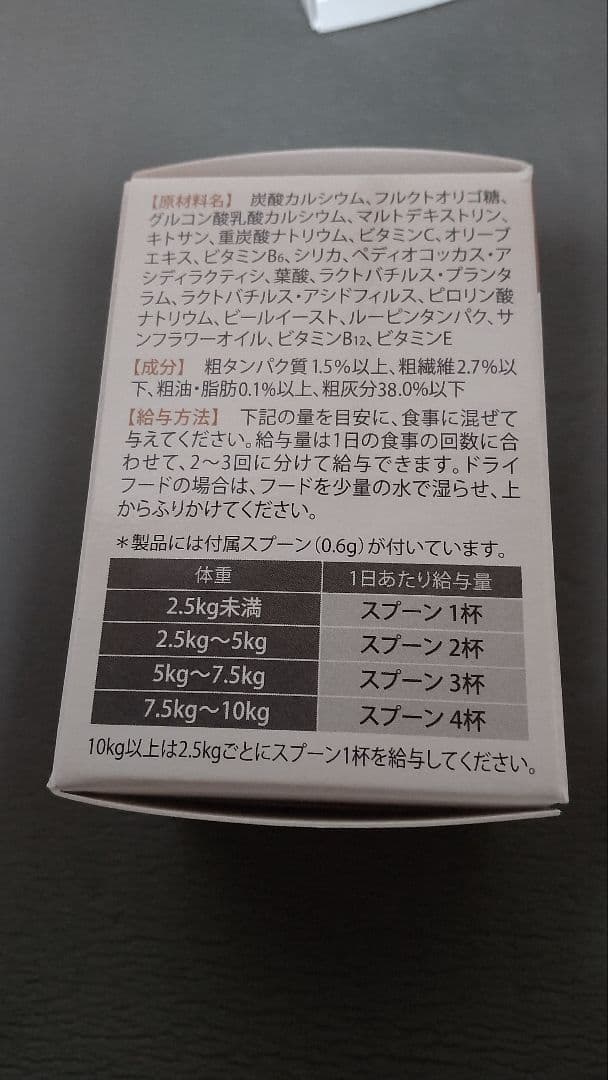 【原材料名】 炭酸カルシウム、フルクトオリゴ糖、
グルコン酸乳酸カルシウム、マルトデキストリン、
キトサン、重炭酸ナトリウム、ビタミンC、オリーブ
エキス、ビタミンB6、シリカ、ペディオコッカス・ア
シディラクティシ、葉酸、ラクトバチルス・プランタ
ラム、ラクトバチルス・アシドフィルス、ピロリン酸
ナトリウム、ビールイースト、ルーピンタンパク、サ
ンフラワーオイル、ビタミンB12、ビタミンE
【成分】 粗タンパク質1.5%以上、粗繊維2.7%以
下、粗油・脂肪0.1%以上、粗灰分38.0%以下
【給与方法】 下記の量を目安に、食事に混ぜて
与えてください。給与量は1日の食事の回数に合
わせて、2〜3回に分けて給与できます。ドライ
フードの場合は、フードを少量の水で湿らせ、上
からふりかけてください。
＊製品には付属スプーン（0.6g）が付いています。
体重 1日あたり給与量
2.5kg未満 スプーン 1杯
2.5kg〜5kg スプーン 2杯
5kg〜7.5kg スプーン 3杯
7.5kg〜10kg スプーン 4杯
10kg以上は2.5kgごとにスプーン1杯を給与してください。